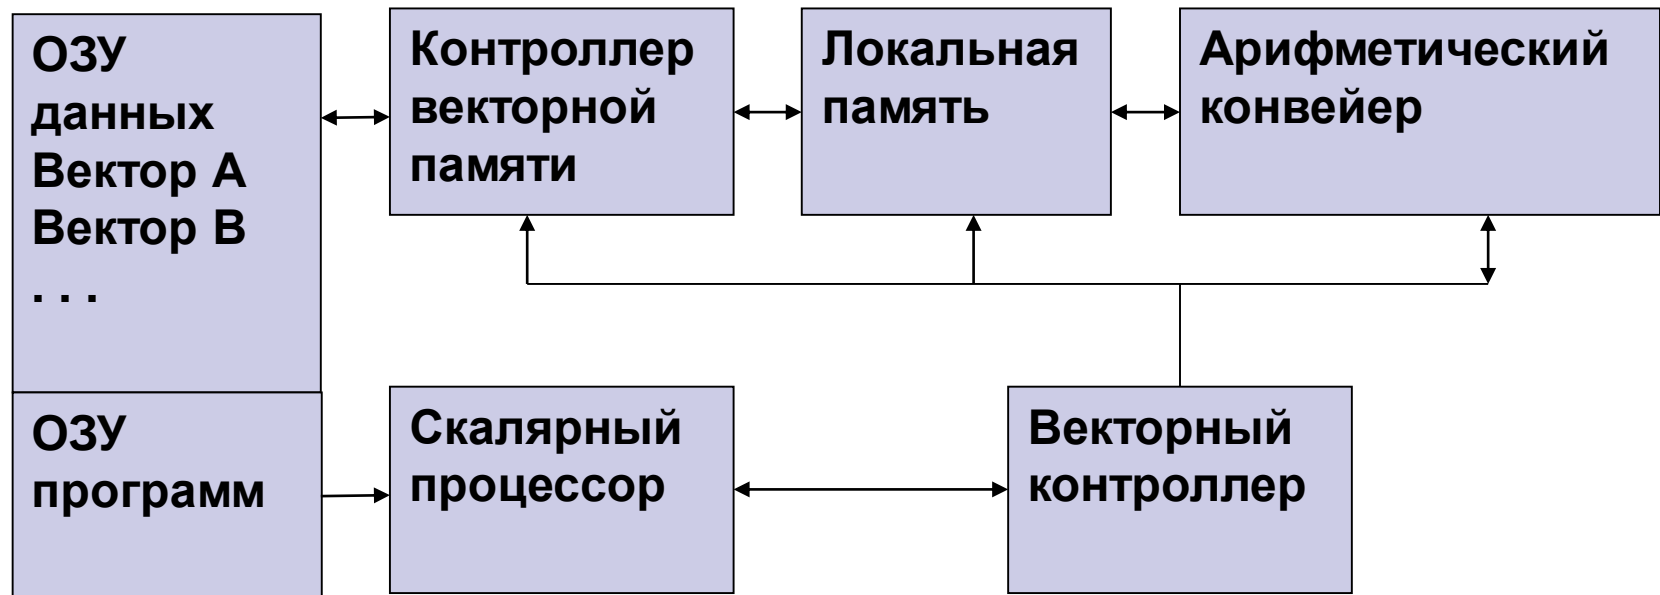 ОЗУ
данных
Вектор А
Вектор В
. . .
Контроллер
векторной
памяти
Локальная
память
Арифметический
конвейер
ОЗУ
программ
Скалярный
процессор
Векторный
контроллер